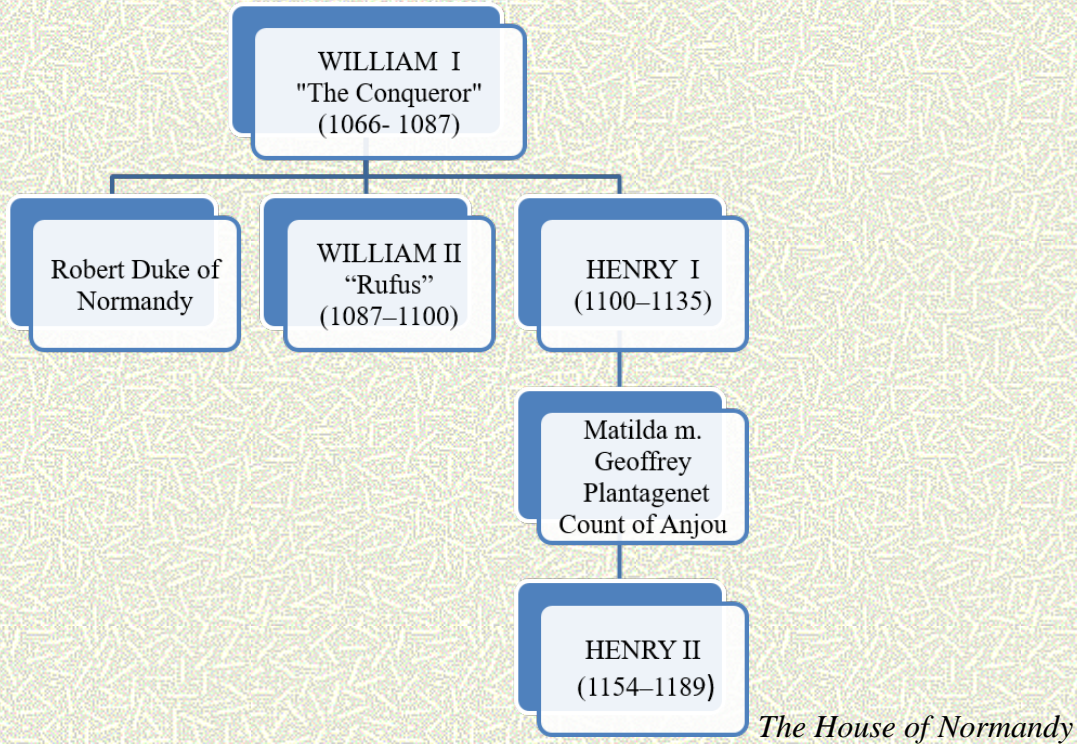 WILLIAM  I
"The Conqueror"
(1066- 1087)
Robert Duke of
Normandy
WILLIAM II
“Rufus”
(1087–1100)
HENRY  I
(1100–1135)
Matilda m.
Geoffrey
Plantagenet
Count of Anjou
HENRY II
(1154–1189)
The House of Normandy